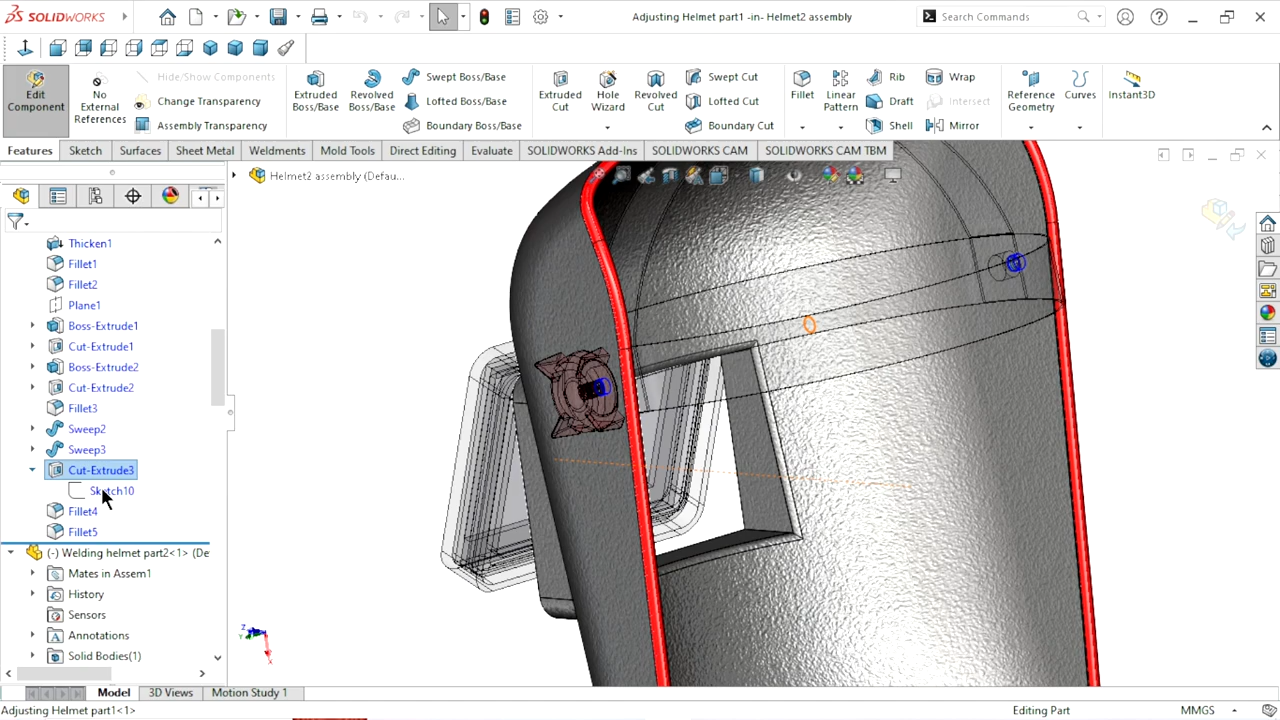 SOLIDWORKS
Adjusting Helmet part1 -in- Helmet2 assembly
Search Commands
Edit Component
No External References
Hide/Show Components
Change Transparency
Assembly Transparency
Extruded Boss/Base
Revolved Boss/Base
Swept Boss/Base
Lofted Boss/Base
Boundary Boss/Base
Extruded Cut
Hole Wizard
Revolved Cut
Swept Cut
Lofted Cut
Boundary Cut
Fillet
Linear Pattern
Rib
Draft
Shell
Wrap
Intersect
Mirror
Reference Geometry
Curves
Instant3D
Features Sketch Surfaces Sheet Metal Weldments Mold Tools Direct Editing Evaluate SOLIDWORKS Add-Ins SOLIDWORKS CAM SOLIDWORKS CAM TBM
Helmet2 assembly (Defau...
Thicken1
Fillet1
Fillet2
Plane1
Boss-Extrude1
Cut-Extrude1
Boss-Extrude2
Cut-Extrude2
Fillet3
Sweep2
Sweep3
Cut-Extrude3
Sketch10
Fillet4
Fillet5
(-) Welding helmet part2<1> (De
Mates in Assem1
History
Sensors
Annotations
Solid Bodies(1)
Z
Y
X
Model 3D Views Motion Study 1
Adjusting Helmet part1<1> Editing Part MMGS